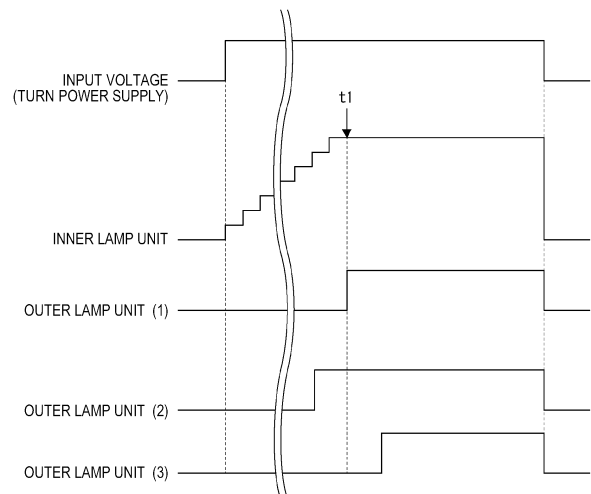 INPUT VOLTAGE
(TURN POWER SUPPLY)
t1
INNER LAMP UNIT
OUTER LAMP UNIT (1)
OUTER LAMP UNIT (2)
OUTER LAMP UNIT (3)